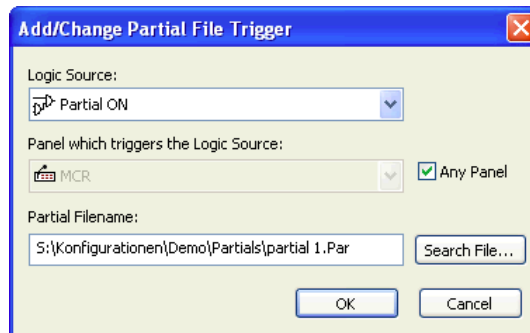 Add/Change Partial File Trigger
Logic Source:
Partial ON
Panel which triggers the Logic Source:
MCR
Any Panel
Partial Filename:
S:\Konfigurationen\Demo\Partials\partial 1.Par
Search File...
OK
Cancel